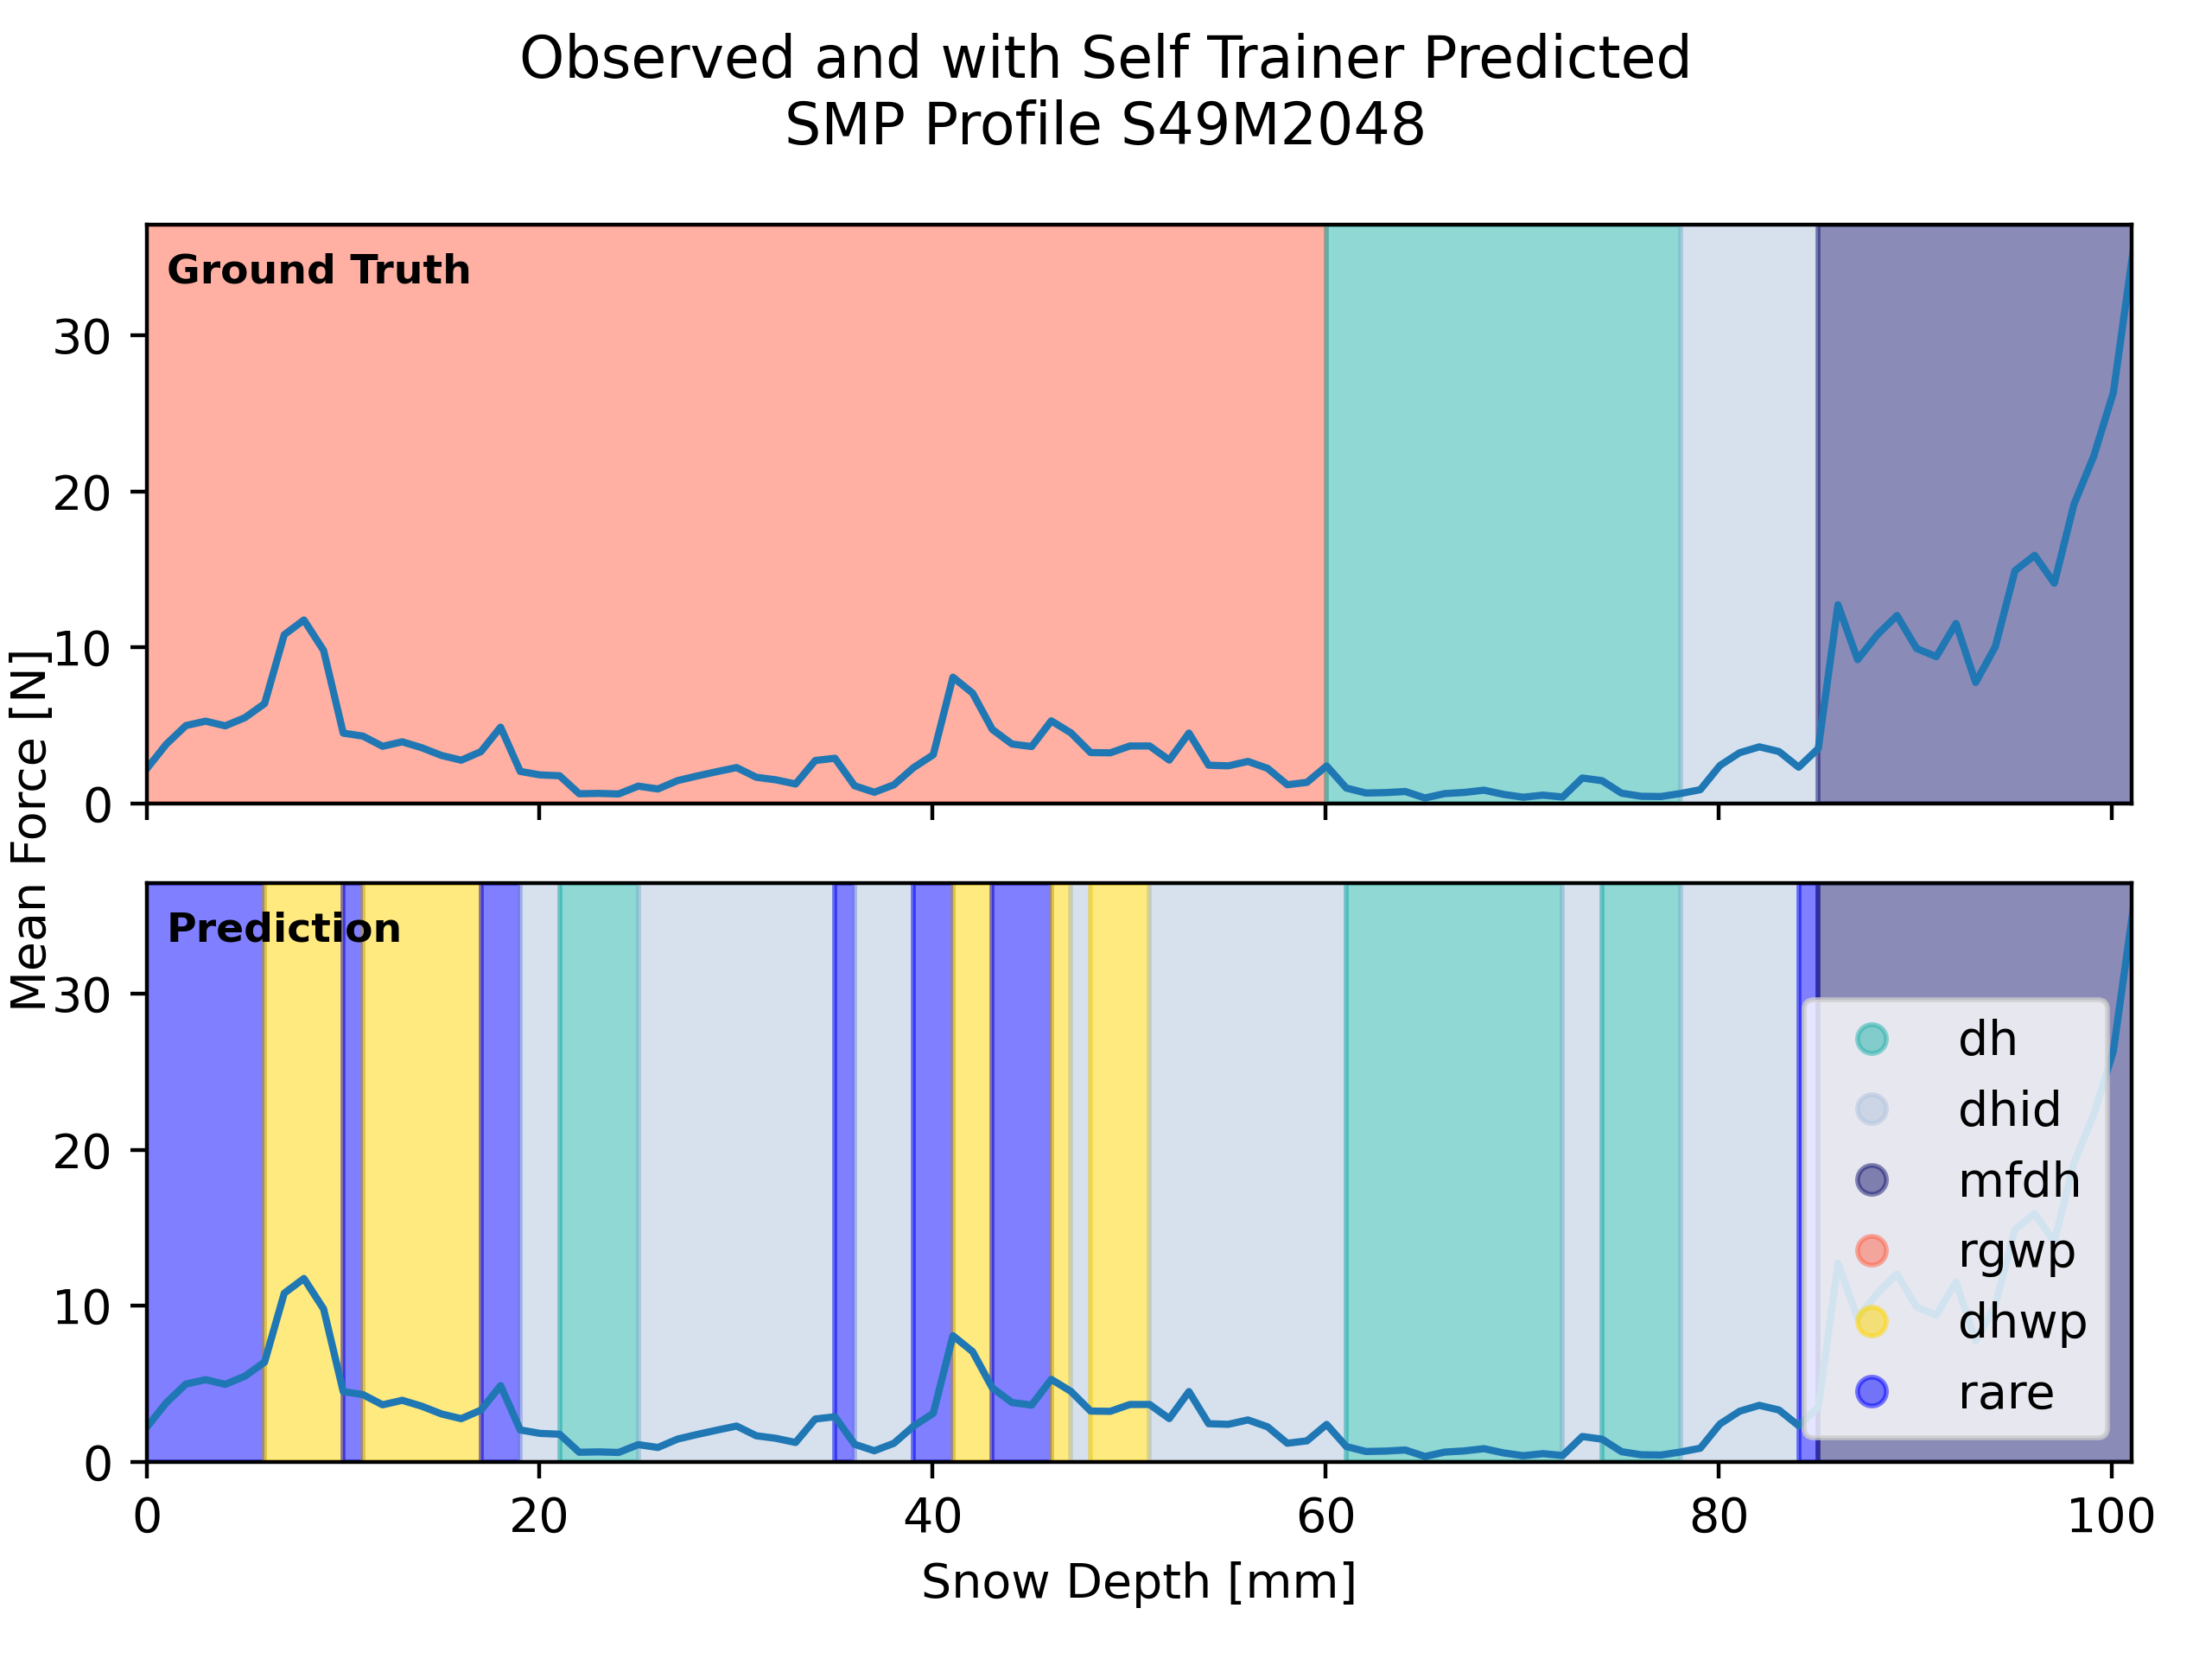 Observed and with Self Trainer Predicted
SMP Profile S49M2048
Ground Truth
30
20
10
0
Mean Force [N]
Prediction
30
20
10
0
dh
dhid
mfdh
rgwp
dhwp
rare
0 20 40 60 80 100
Snow Depth [mm]